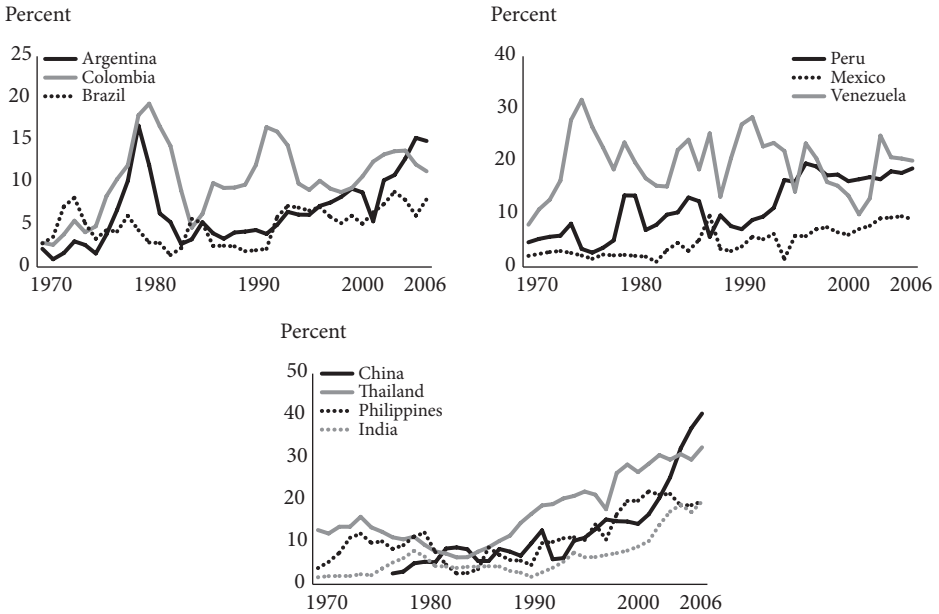 Percent
25
20
15
10
5
0
Argentina
Colombia
Brazil
1970 1980 1990 2000 2006
Percent
40
30
20
10
0
Peru
Mexico
Venezuela
1970 1980 1990 2000 2006
Percent
50
40
30
20
10
0
China
Thailand
Philippines
India
1970 1980 1990 2000 2006